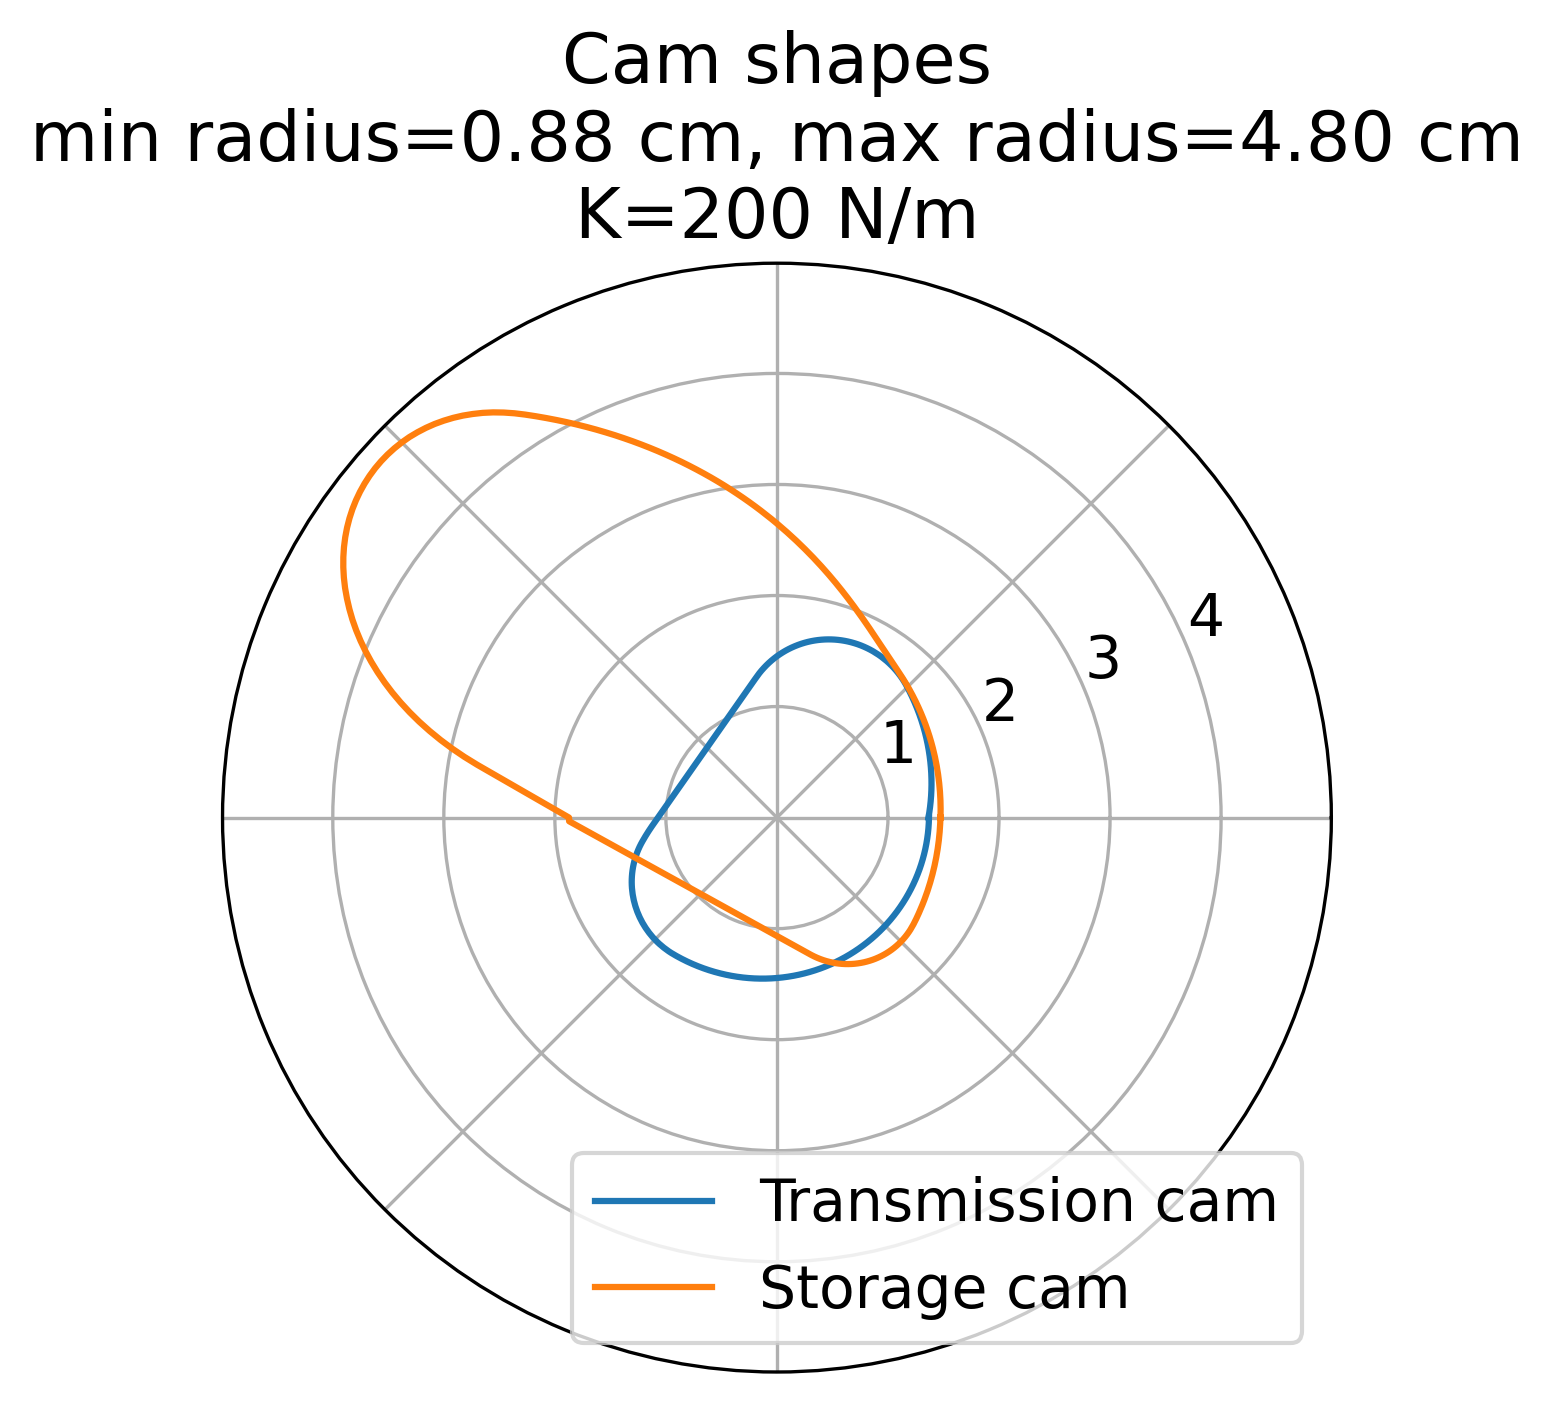 Cam shapes
min radius=0.88 cm, max radius=4.80 cm
K=200 N/m
4
3
2
1
Transmission cam
Storage cam